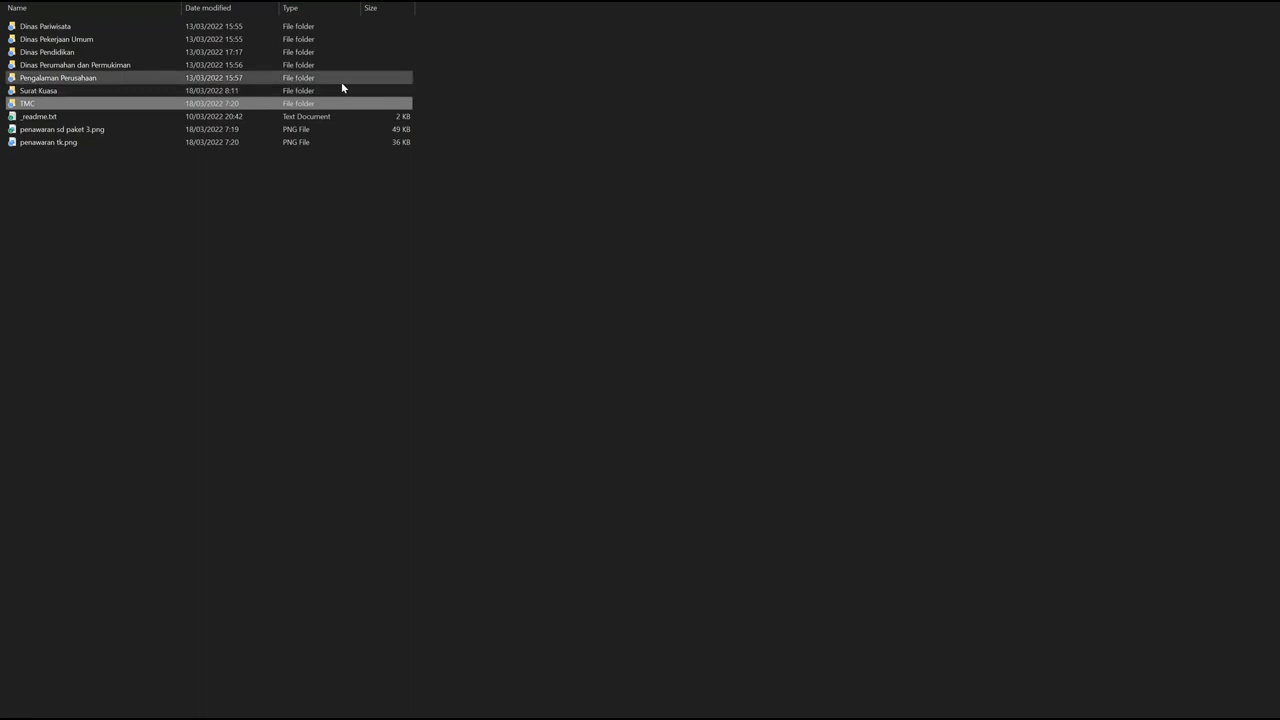 Name Date modified Type Size
Dinas Pariwisata 13/03/2022 15:55 File folder
Dinas Pekerjaan Umum 13/03/2022 15:55 File folder
Dinas Pendidikan 13/03/2022 17:17 File folder
Dinas Perumahan dan Permukiman 13/03/2022 15:56 File folder
Pengalaman Perusahaan 13/03/2022 15:57 File folder
Surat Kuasa 18/03/2022 8:11 File folder
TMC 18/03/2022 7:20 File folder
_readme.txt 10/03/2022 20:42 Text Document 2 KB
penawaran sd paket 3.png 18/03/2022 7:19 PNG File 49 KB
penawaran tk.png 18/03/2022 7:20 PNG File 36 KB